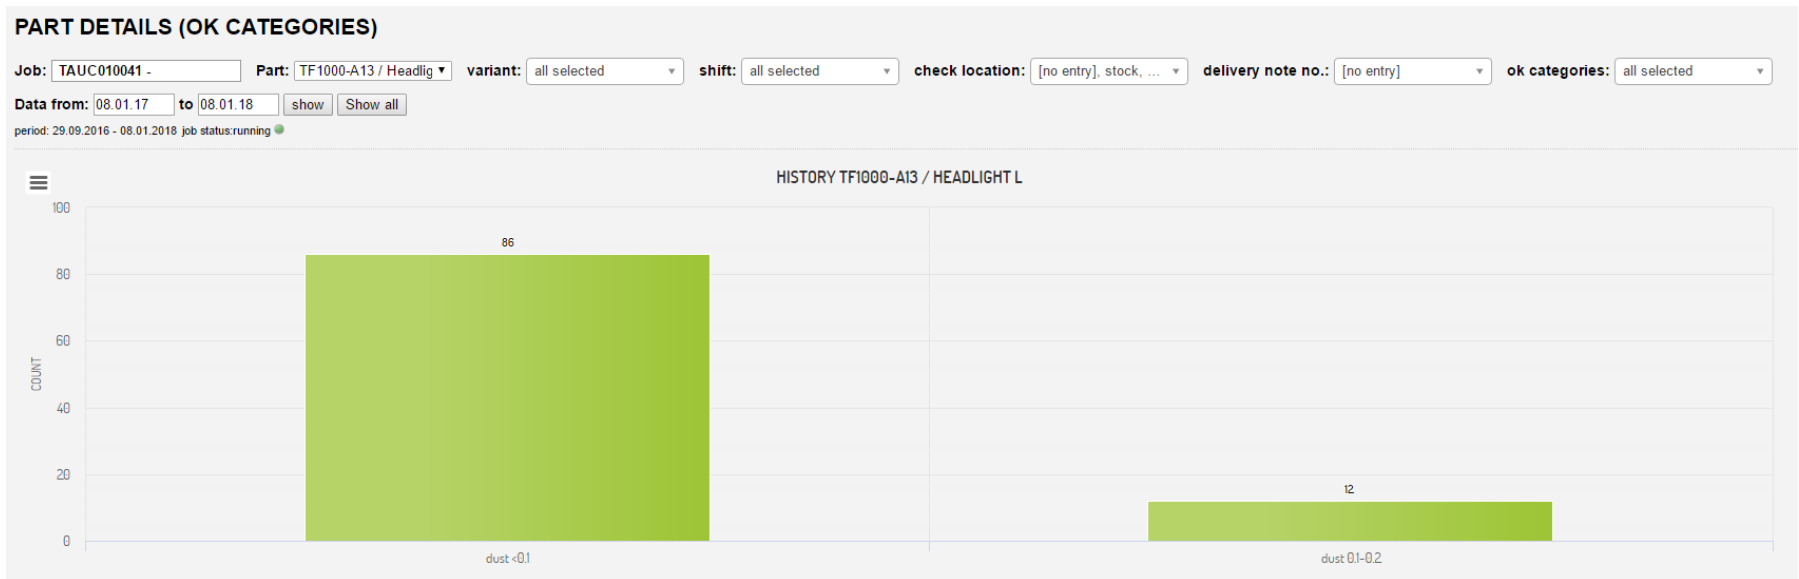 PART DETAILS (OK CATEGORIES)
Job: TAUC010041 - Part: TF1000-A13 / Headlig variant: all selected shift: all selected check location: [no entry], stock, ... delivery note no.: [no entry] ok categories: all selected
Data from: 08.01.17 to 08.01.18 show Show all
period: 29.09.2016 - 08.01.2018 job status:running
HISTORY TF1000-A13 / HEADLIGHT L
100
86
80
60
COUNT
40
20
12
0
dust <0.1 dust 0.1-0.2